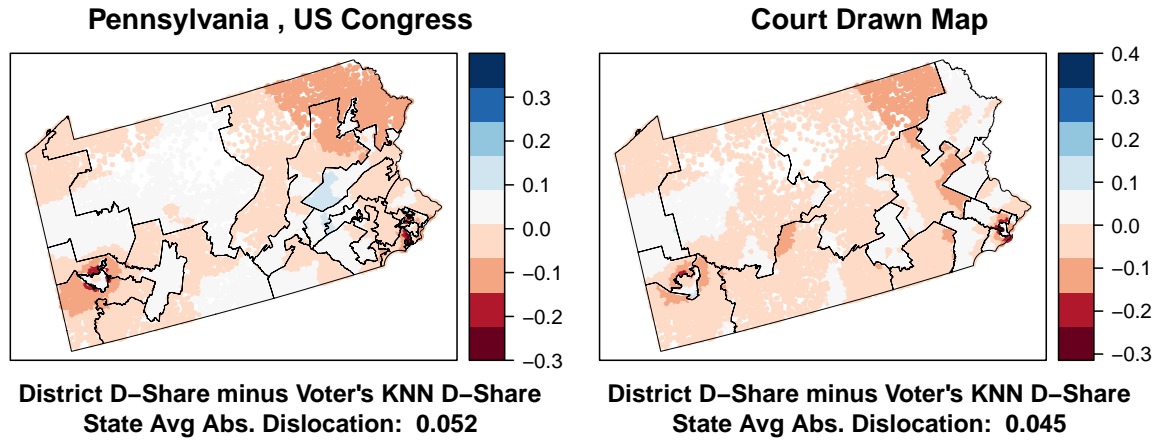 Pennsylvania , US Congress
0.3
0.2
0.1
0.0
−0.1
−0.2
−0.3
District D−Share minus Voter's KNN D−Share
State Avg Abs. Dislocation: 0.052
Court Drawn Map
0.4
0.3
0.2
0.1
0.0
−0.1
−0.2
−0.3
District D−Share minus Voter's KNN D−Share
State Avg Abs. Dislocation: 0.045